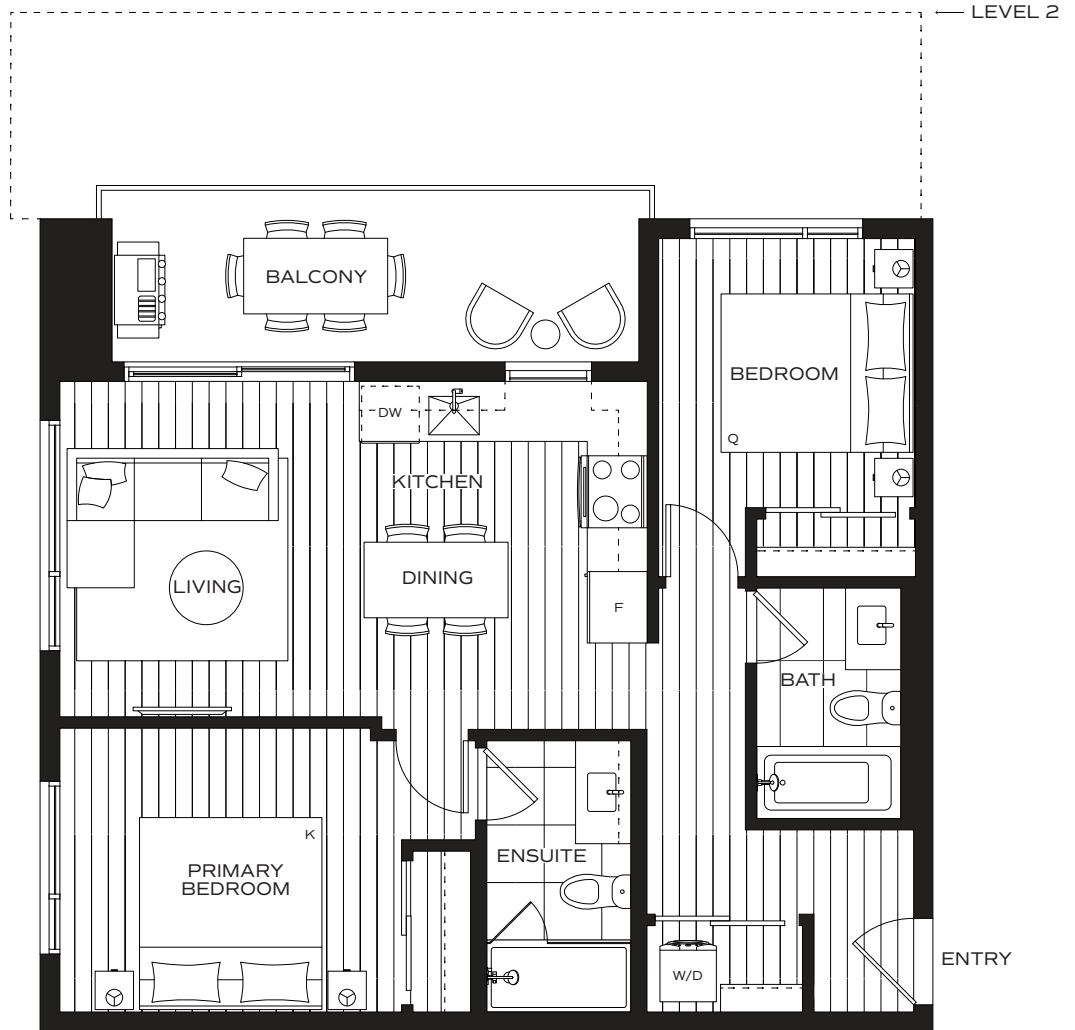 LEVEL 2
BALCONY
BEDROOM
DW
Q
KITCHEN
DINING
LIVING
F
BATH
K
PRIMARY
BEDROOM
ENSUITE
W/D
ENTRY